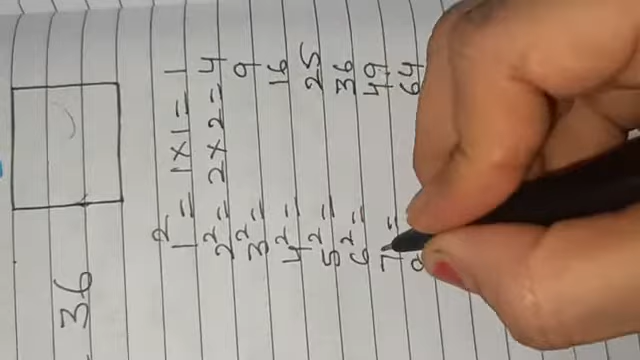 36
1² = 1 × 1 = 1
2² = 2 × 2 = 4
3² = 9
4² = 16
5² = 25
6² = 36
7 = 49
64